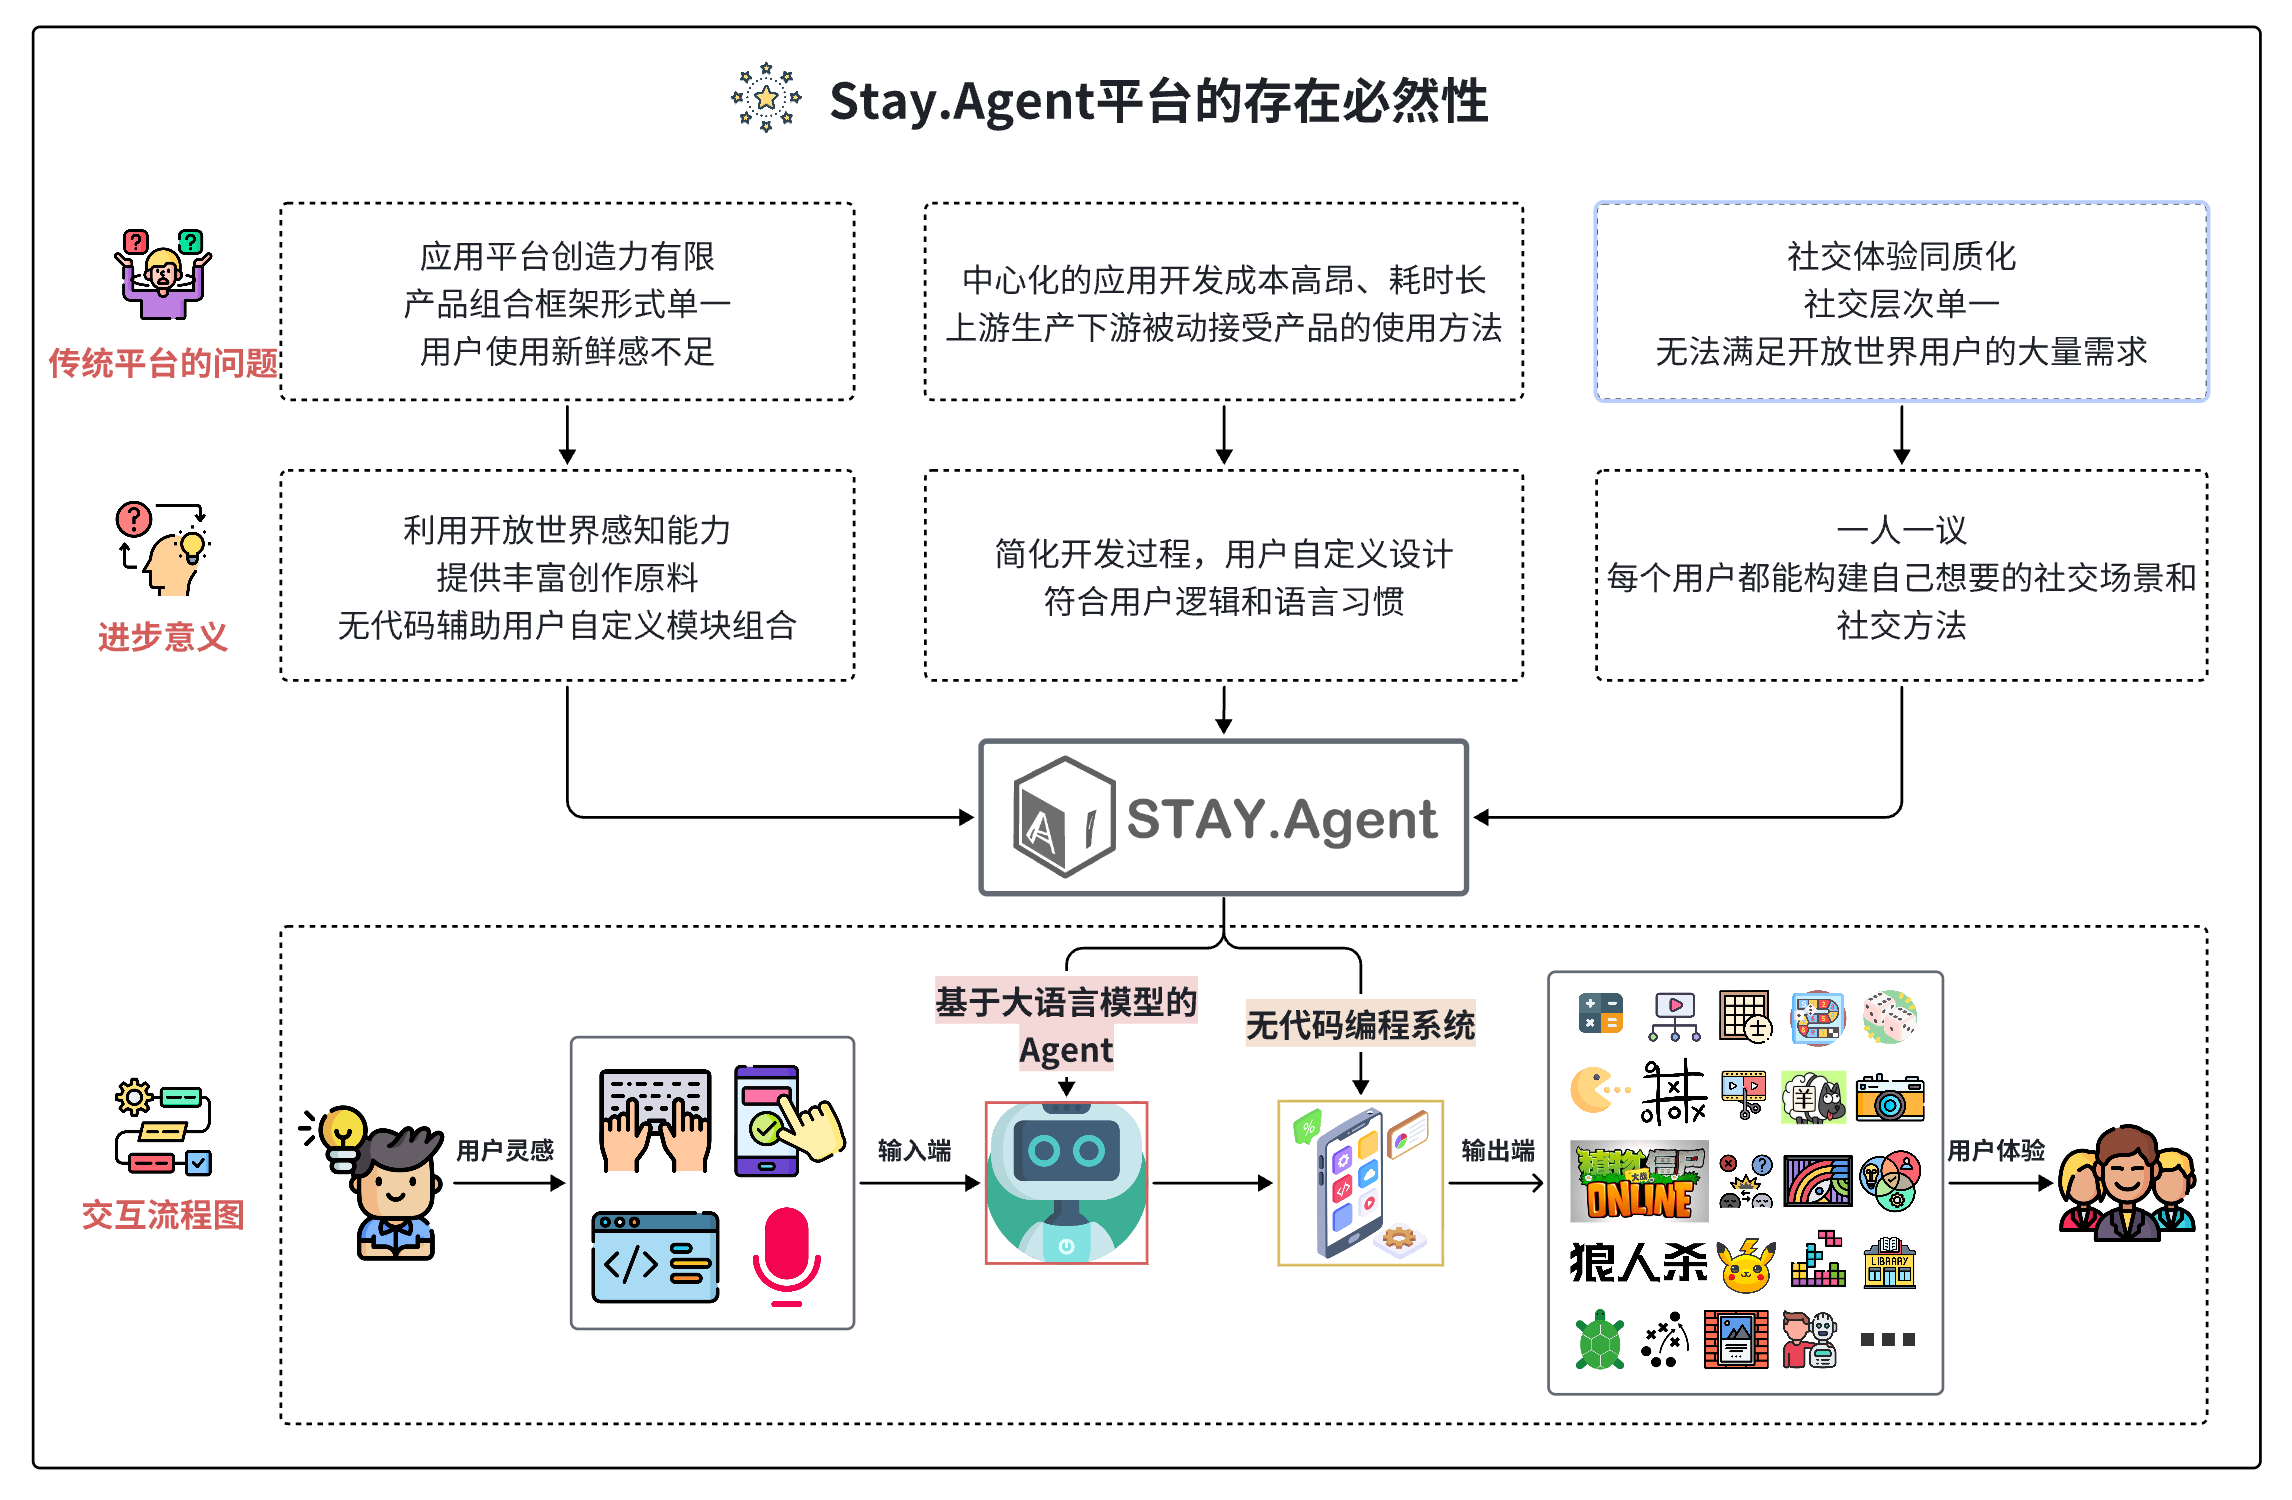 Stay.Agent平台的存在必然性
传统平台的问题
应用平台创造力有限
产品组合框架形式单一
用户使用新鲜感不足
中心化的应用开发成本高昂、耗时长
上游生产下游被动接受产品的使用方法
社交体验同质化
社交层次单一
无法满足开放世界用户的大量需求
进步意义
利用开放世界感知能力
提供丰富创作原料
无代码辅助用户自定义模块组合
简化开发过程，用户自定义设计
符合用户逻辑和语言习惯
一人一议
每个用户都能构建自己想要的社交场景和
社交方法
AI
STAY.Agent
交互流程图
用户灵感
输入端
基于大语言模型的
Agent
无代码编程系统
输出端
用户体验
羊
植物大战僵尸
ONLINE
狼人杀
LIBRARY